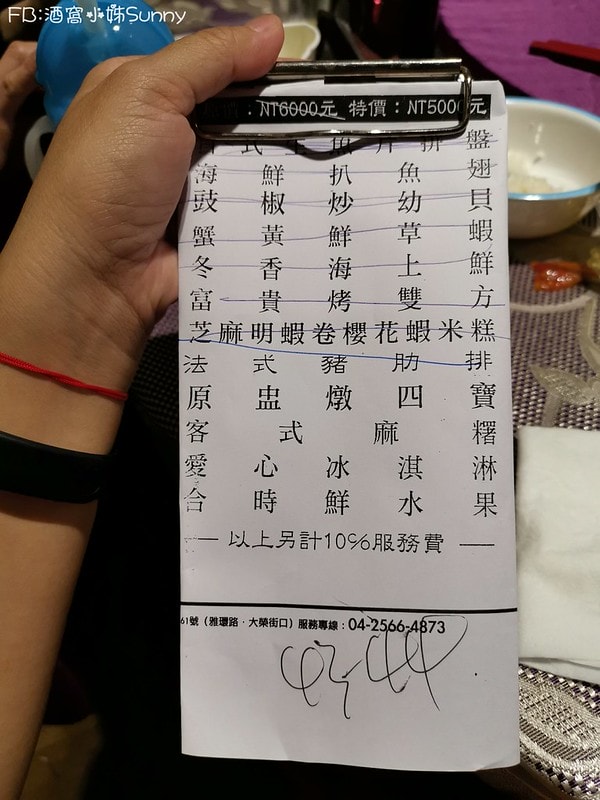 FB:酒窩小姊Sunny
：NT6000元 特價：NT5000元
式 魚片拼盤
海鮮扒魚翅
豉椒炒幼貝
蟹黃鮮草蝦
冬香海上鮮
富貴烤雙方
芝麻明蝦卷櫻花蝦米糕
法式豬肋排
原盅燉四寶
客式麻糬
愛心冰淇淋
合時鮮水果
— 以上另計10%服務費 —
61號（雅環路．大榮街口）服務專線：04-2566-4873